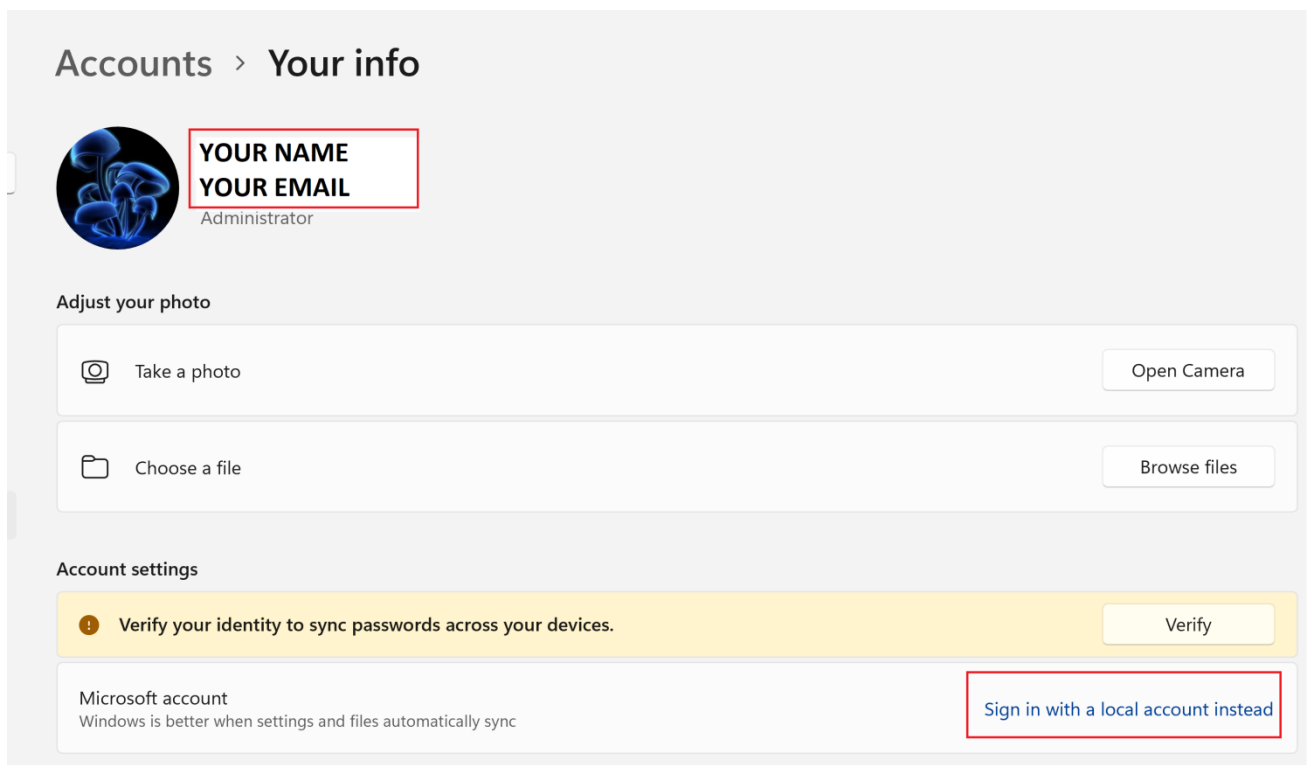 Accounts > Your info
YOUR NAME
YOUR EMAIL
Administrator
Adjust your photo
Take a photo
Open Camera
Choose a file
Browse files
Account settings
Verify your identity to sync passwords across your devices.
Verify
Microsoft account
Windows is better when settings and files automatically sync
Sign in with a local account instead